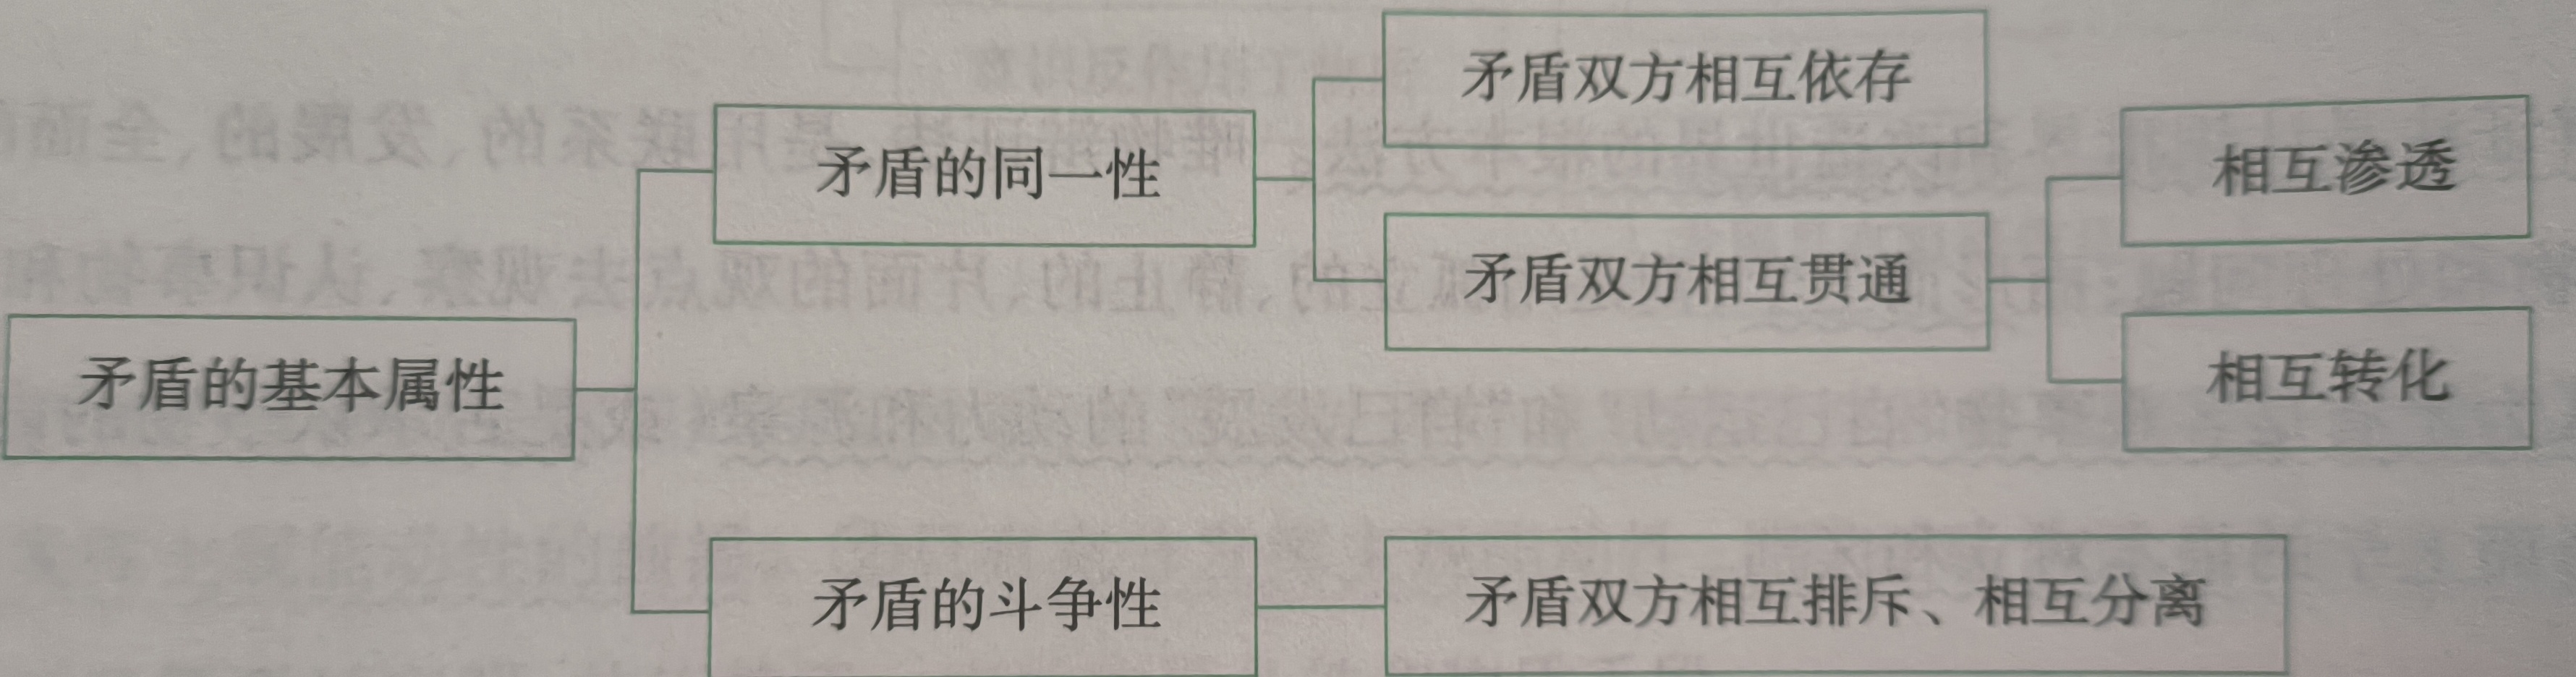 矛盾双方相互依存
矛盾的同一性
相互渗透
矛盾双方相互贯通
矛盾的基本属性
相互转化
矛盾的斗争性
矛盾双方相互排斥、相互分离